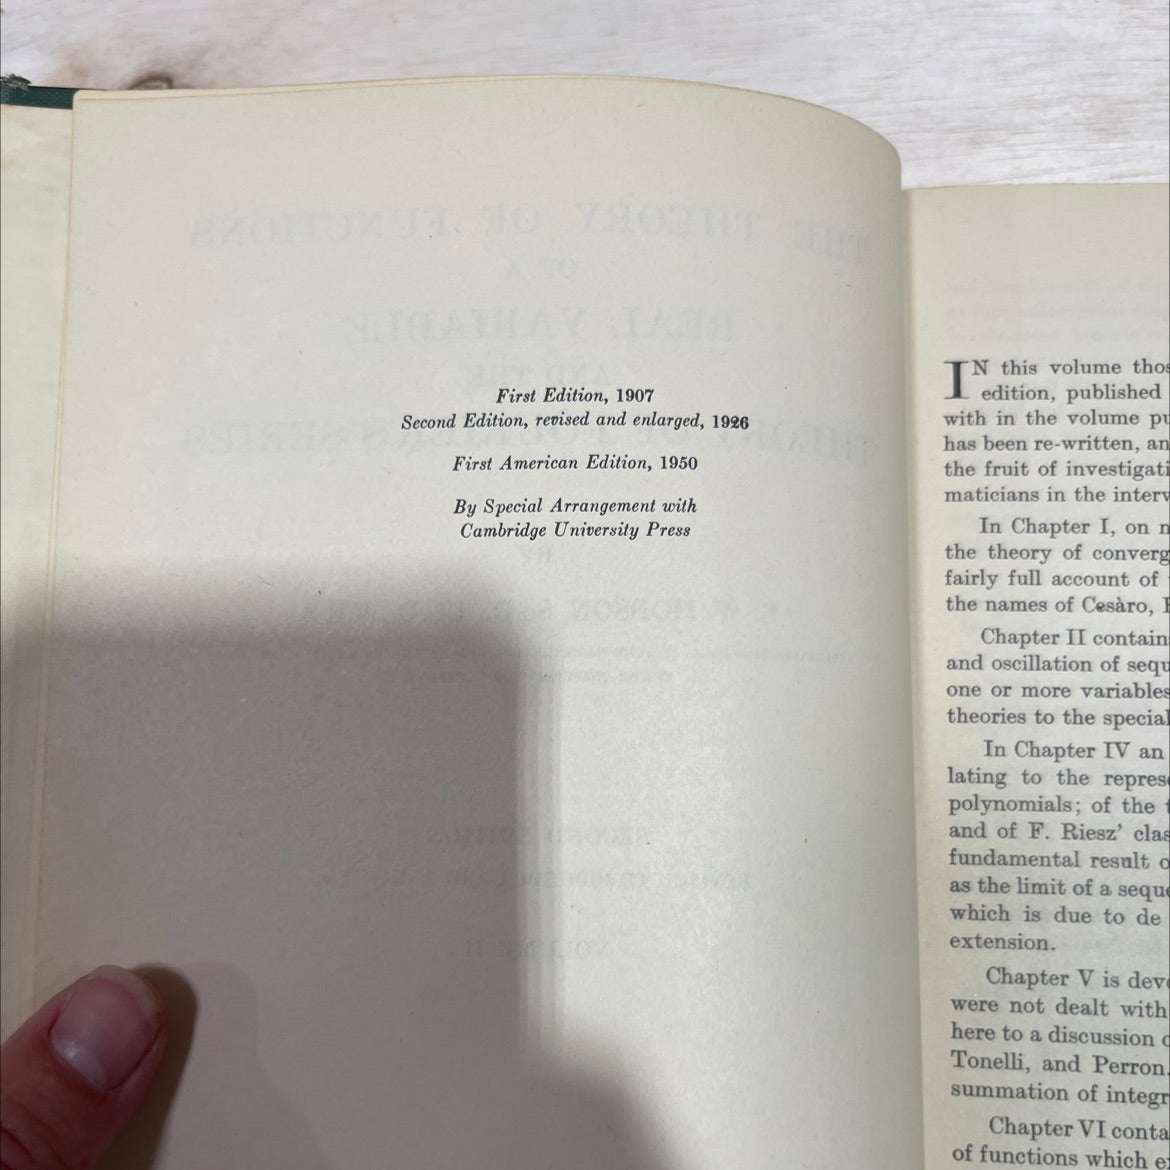 First Edition, 1907
Second Edition, revised and enlarged, 1926
First American Edition, 1950
By Special Arrangement with
Cambridge University Press
IN this volume thos
edition, published
with in the volume pu
has been re-written, an
the fruit of investigati
maticians in the interv
In Chapter I, on n
the theory of converg
fairly full account of
the names of Cesàro,
Chapter II contain
and oscillation of sequ
one or more variables
theories to the special
In Chapter IV an
lating to the repres
polynomials; of the
and of F. Riesz' clas
fundamental result o
as the limit of a seque
which is due to de
extension.
Chapter V is dev
were not dealt with
here to a discussion
Tonelli, and Perron.
summation of integr
Chapter VI conta
of functions which